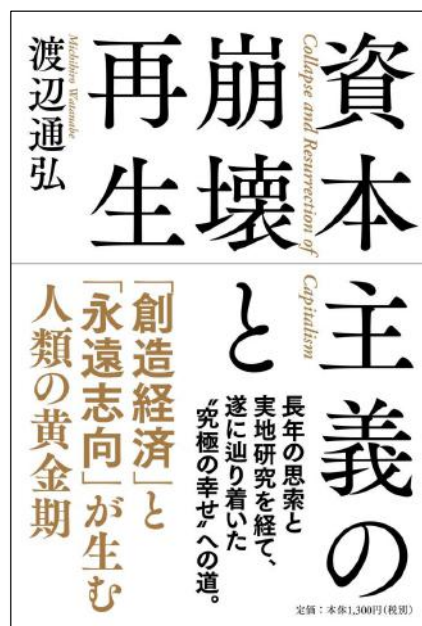 資本主義の
崩壊と
再生
Collapse and Resurrection of Capitalism
渡辺通弘
Michihiro Watanabe
長年の思索と
実地研究を経て、
遂に辿り着いた
〝究極の幸せ〟への道。
「創造経済」と
「永遠志向」が生む
人類の黄金期
定価：本体1,300円(税別)